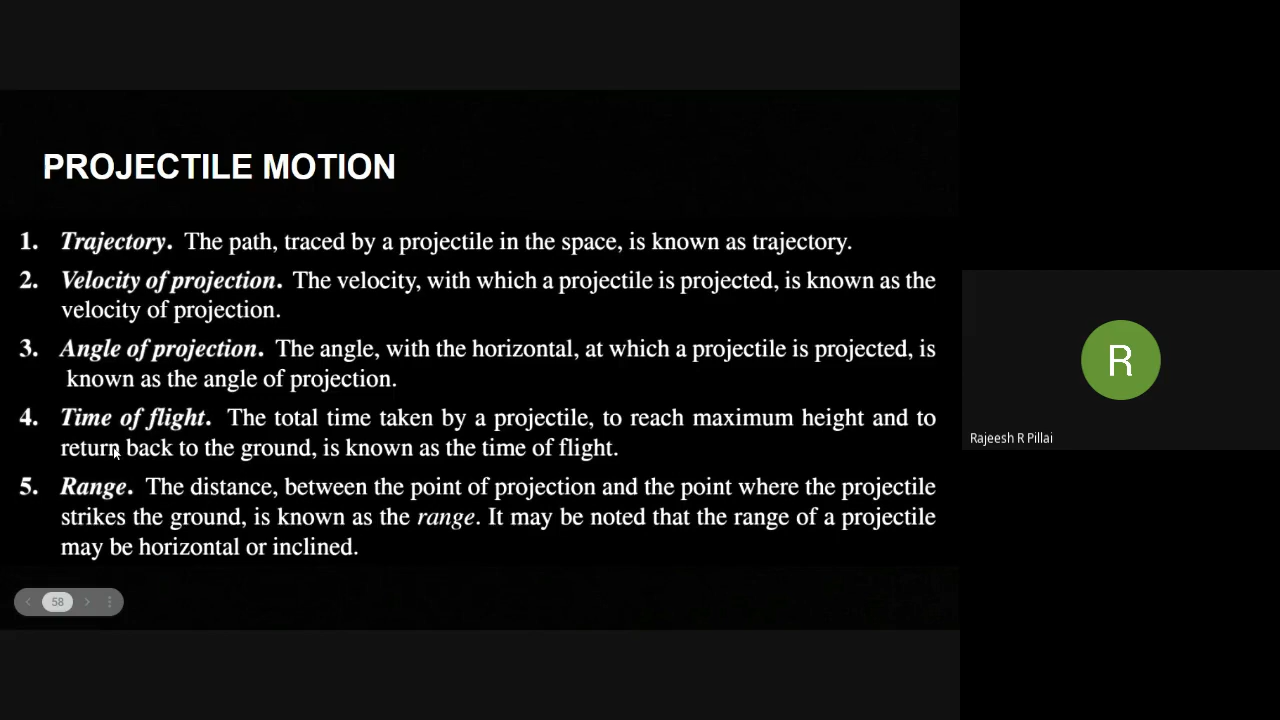 PROJECTILE MOTION
1. Trajectory. The path, traced by a projectile in the space, is known as trajectory.
2. Velocity of projection. The velocity, with which a projectile is projected, is known as the
velocity of projection.
3. Angle of projection. The angle, with the horizontal, at which a projectile is projected, is
known as the angle of projection.
4. Time of flight. The total time taken by a projectile, to reach maximum height and to
return back to the ground, is known as the time of flight.
5. Range. The distance, between the point of projection and the point where the projectile
strikes the ground, is known as the range. It may be noted that the range of a projectile
may be horizontal or inclined.
58
R
Rajeesh R Pillai